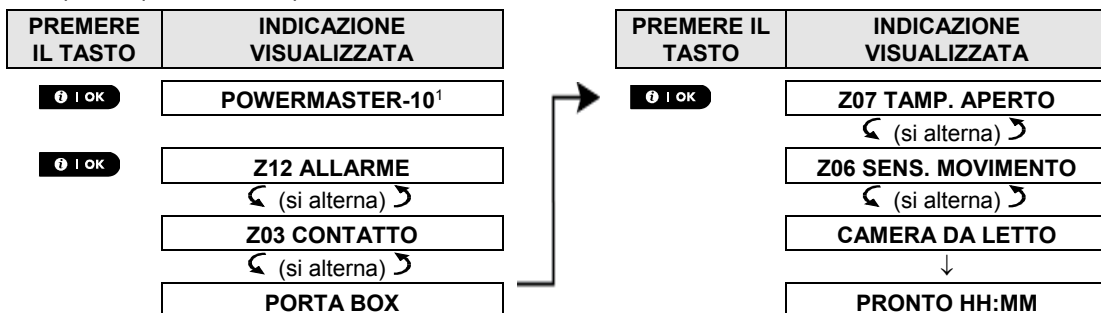 PREMERE
IL TASTO
INDICAZIONE
VISUALIZZATA
OK
POWERMASTER-10¹
OK
Z12 ALLARME
(si alterna)
Z03 CONTATTO
(si alterna)
PORTA BOX
PREMERE IL
TASTO
INDICAZIONE
VISUALIZZATA
OK
Z07 TAMP. APERTO
(si alterna)
Z06 SENS. MOVIMENTO
(si alterna)
CAMERA DA LETTO
↓
PRONTO HH:MM